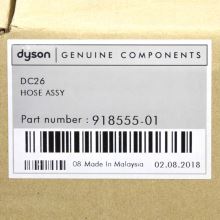 dyson GENUINE COMPONENTS
DC26
HOSE ASSY
Part number : 918555-01
08 Made In Malaysia 02.08.2018